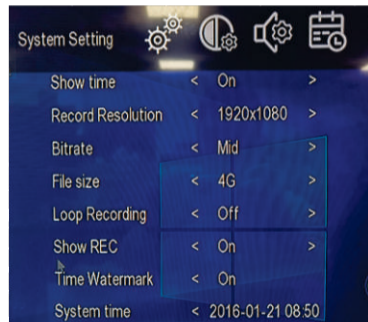 System Setting
Show time < On >
Record Resolution < 1920x1080 >
Bitrate < Mid >
File size < 4G >
Loop Recording < Off >
Show REC < On >
Time Watermark < On
System time < 2016-01-21 08:50